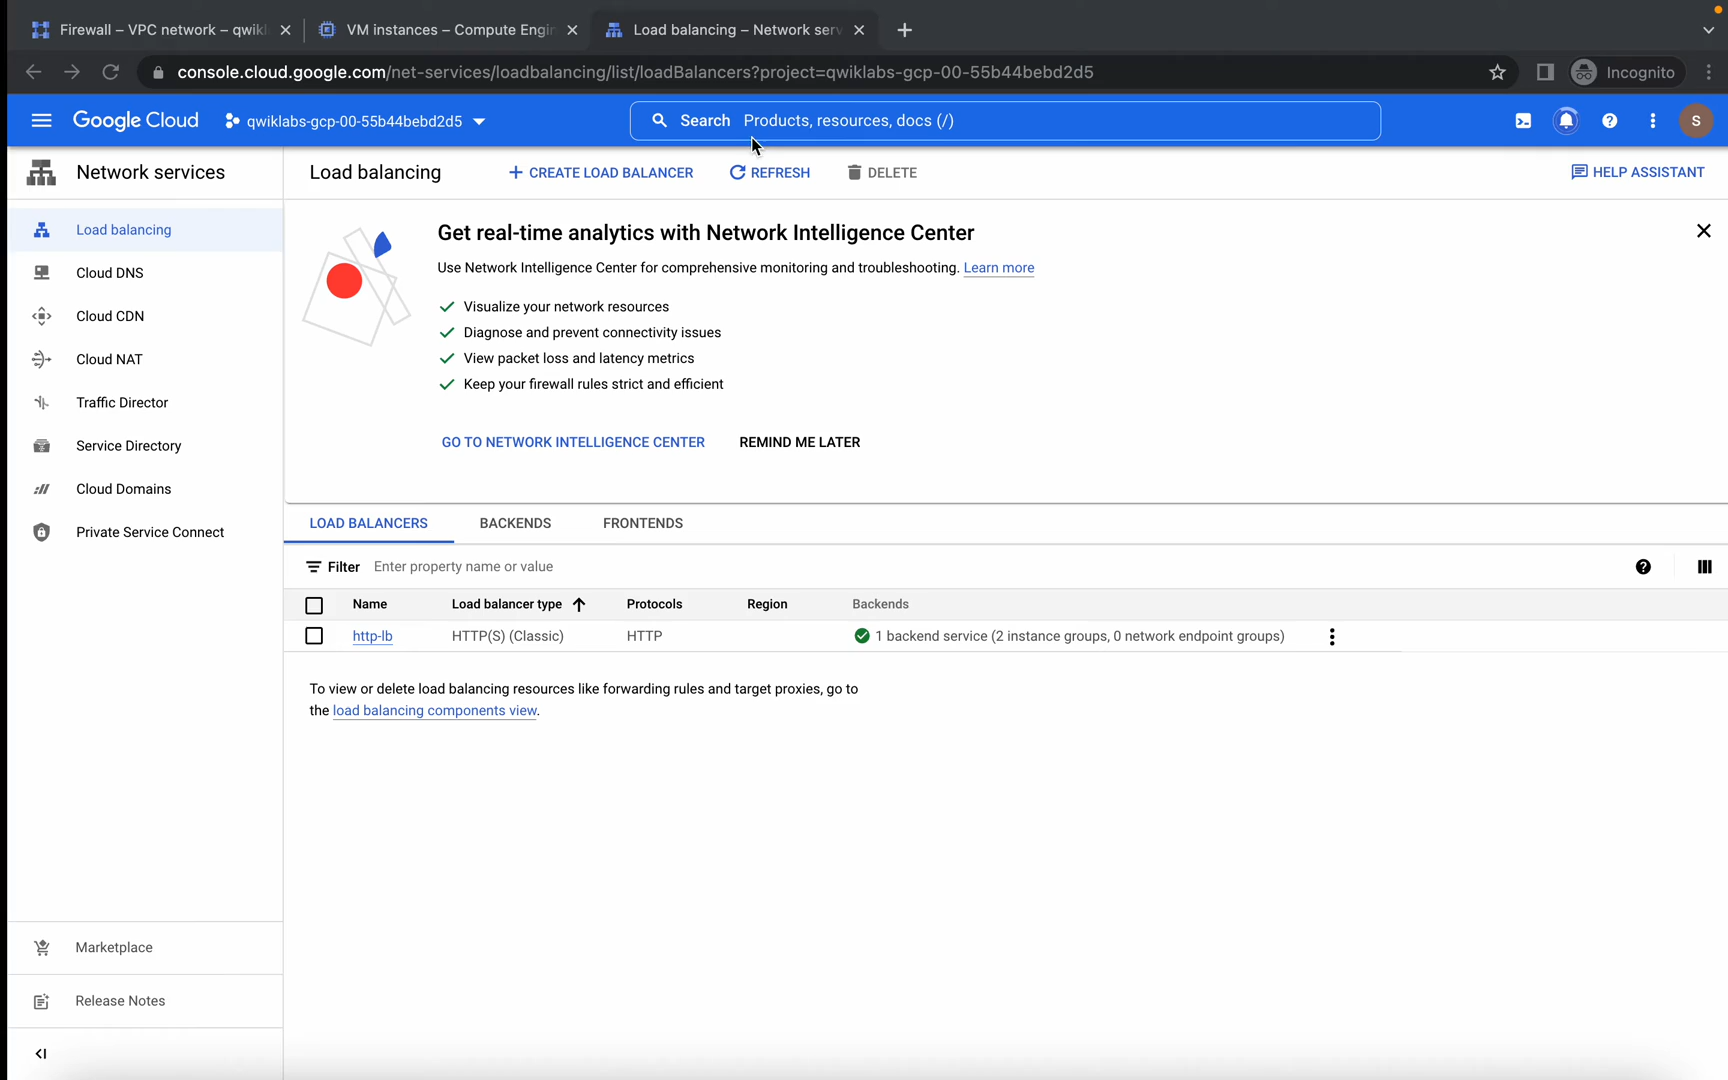 Firewall – VPC network – qwikl
VM instances – Compute Engin
Load balancing – Network serv
console.cloud.google.com/net-services/loadbalancing/list/loadBalancers?project=qwiklabs-gcp-00-55b44bebd2d5
Incognito
Google Cloud
qwiklabs-gcp-00-55b44bebd2d5
Search Products, resources, docs (/)
S
Network services
Load balancing
CREATE LOAD BALANCER
REFRESH
DELETE
HELP ASSISTANT
Load balancing
Cloud DNS
Cloud CDN
Cloud NAT
Traffic Director
Service Directory
Cloud Domains
Private Service Connect
Get real-time analytics with Network Intelligence Center
Use Network Intelligence Center for comprehensive monitoring and troubleshooting. Learn more
Visualize your network resources
Diagnose and prevent connectivity issues
View packet loss and latency metrics
Keep your firewall rules strict and efficient
GO TO NETWORK INTELLIGENCE CENTER
REMIND ME LATER
LOAD BALANCERS
BACKENDS
FRONTENDS
Filter Enter property name or value
Name Load balancer type Protocols Region Backends
http-lb HTTP(S) (Classic) HTTP 1 backend service (2 instance groups, 0 network endpoint groups)
To view or delete load balancing resources like forwarding rules and target proxies, go to
the load balancing components view.
Marketplace
Release Notes